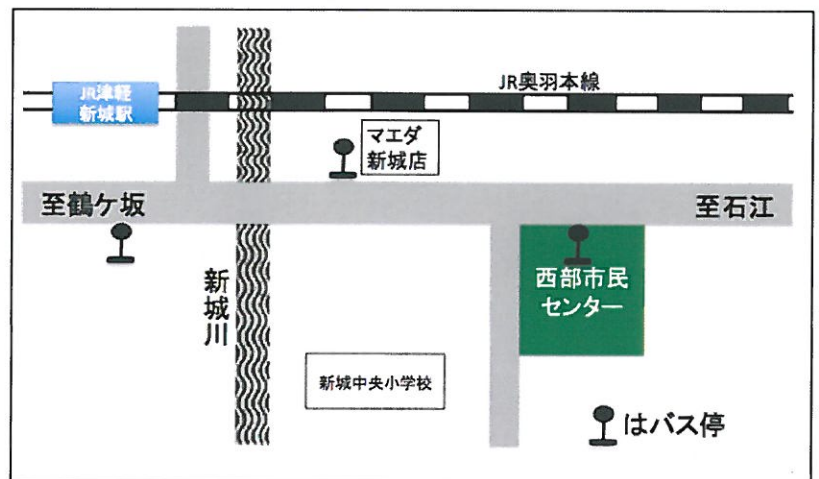 JR奥羽本線
JR津軽
新城駅
マエダ
新城店
至鶴ケ坂
至石江
新城川
西部市民
センター
新城中央小学校
はバス停